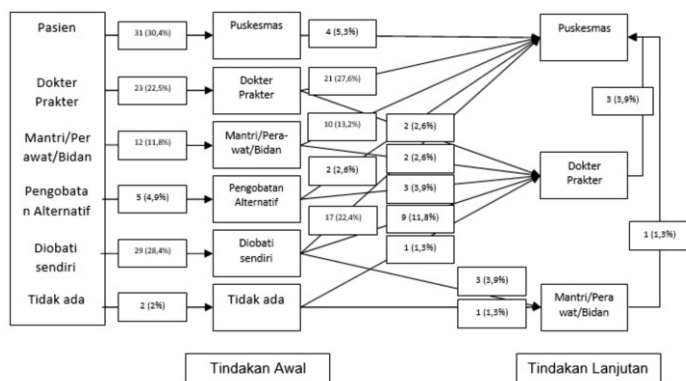 Pasien
31 (30,4%)
Puskesmas
4 (5,3%)
Puskesmas
Dokter
Prakter
23 (22,5%)
Dokter
Prakter
21 (27,6%)
3 (3,9%)
Mantri/Per
awat/Bidan
12 (11,8%)
Mantri/Pera-
wat/Bidan
10 (13,2%)
2 (2,6%)
2 (2,6%)
Dokter
Prakter
Pengobata
n Alternatif
5 (4,9%)
Pengobatan
Alternatif
2 (2,6%)
3 (3,9%)
17 (22,4%)
9 (11,8%)
1 (1,3%)
1 (1,3%)
Diobati
sendiri
29 (28,4%)
Diobati
sendiri
3 (3,9%)
Tidak ada
2 (2%)
Tidak ada
1 (1,3%)
Mantri/Pera
wat/Bidan
Tindakan Awal
Tindakan Lanjutan